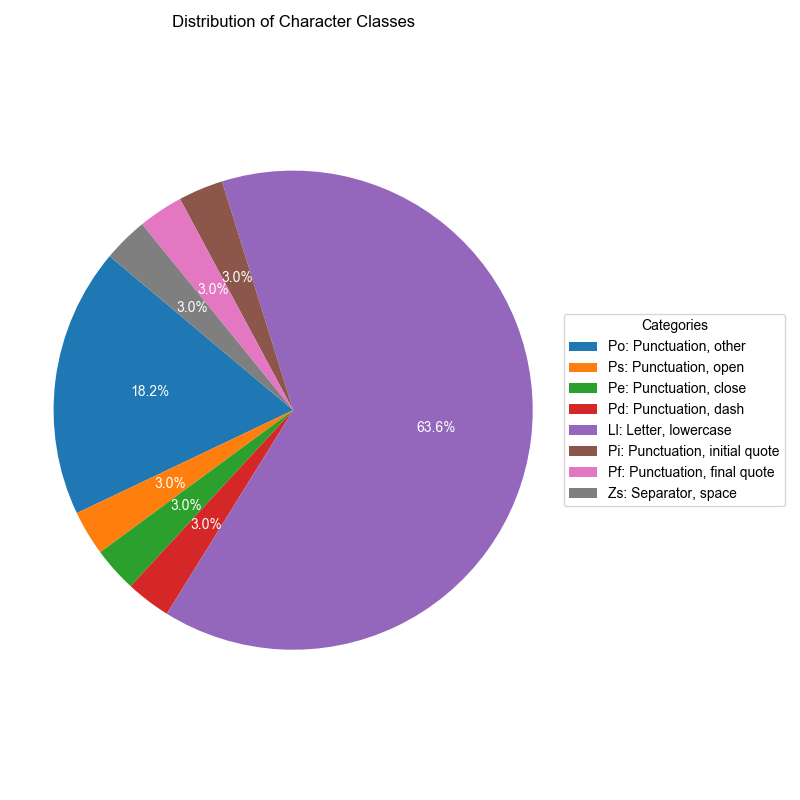 Distribution of Character Classes
3.0%
3.0%
3.0%
18.2%
63.6%
3.0%
3.0%
3.0%
Categories
Po: Punctuation, other
Ps: Punctuation, open
Pe: Punctuation, close
Pd: Punctuation, dash
Ll: Letter, lowercase
Pi: Punctuation, initial quote
Pf: Punctuation, final quote
Zs: Separator, space